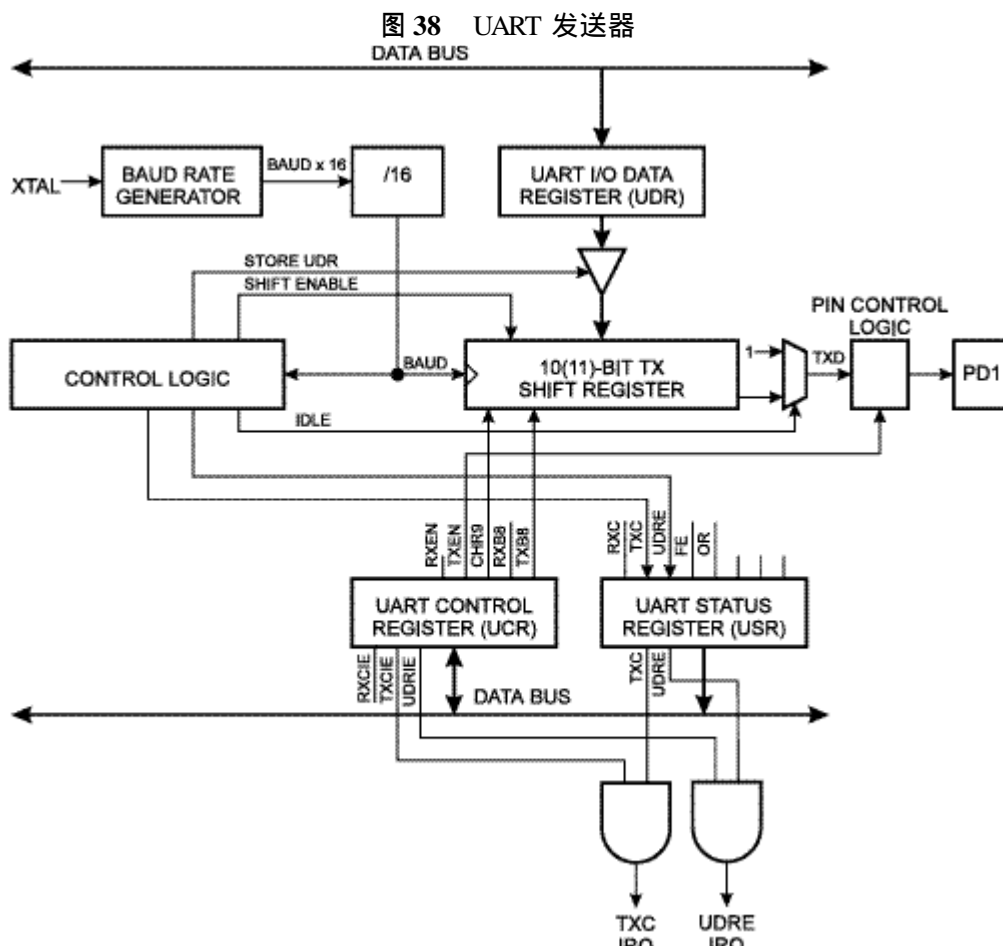 图 38 UART 发送器
DATA BUS
XTAL
BAUD RATE
GENERATOR
BAUD x 16
/16
UART I/O DATA
REGISTER (UDR)
STORE UDR
SHIFT ENABLE
CONTROL LOGIC
BAUD
10(11)-BIT TX
SHIFT REGISTER
1
TXD
PIN CONTROL
LOGIC
PD1
IDLE
RXEN
TXEN
CHR9
RXB8
TXB8
RXC
TXC
UDRE
FE
OR
UART CONTROL
REGISTER (UCR)
UART STATUS
REGISTER (USR)
RXCIE
TXCIE
UDRIE
TXC
UDRE
DATA BUS
TXC
IRQ
UDRE
IRQ